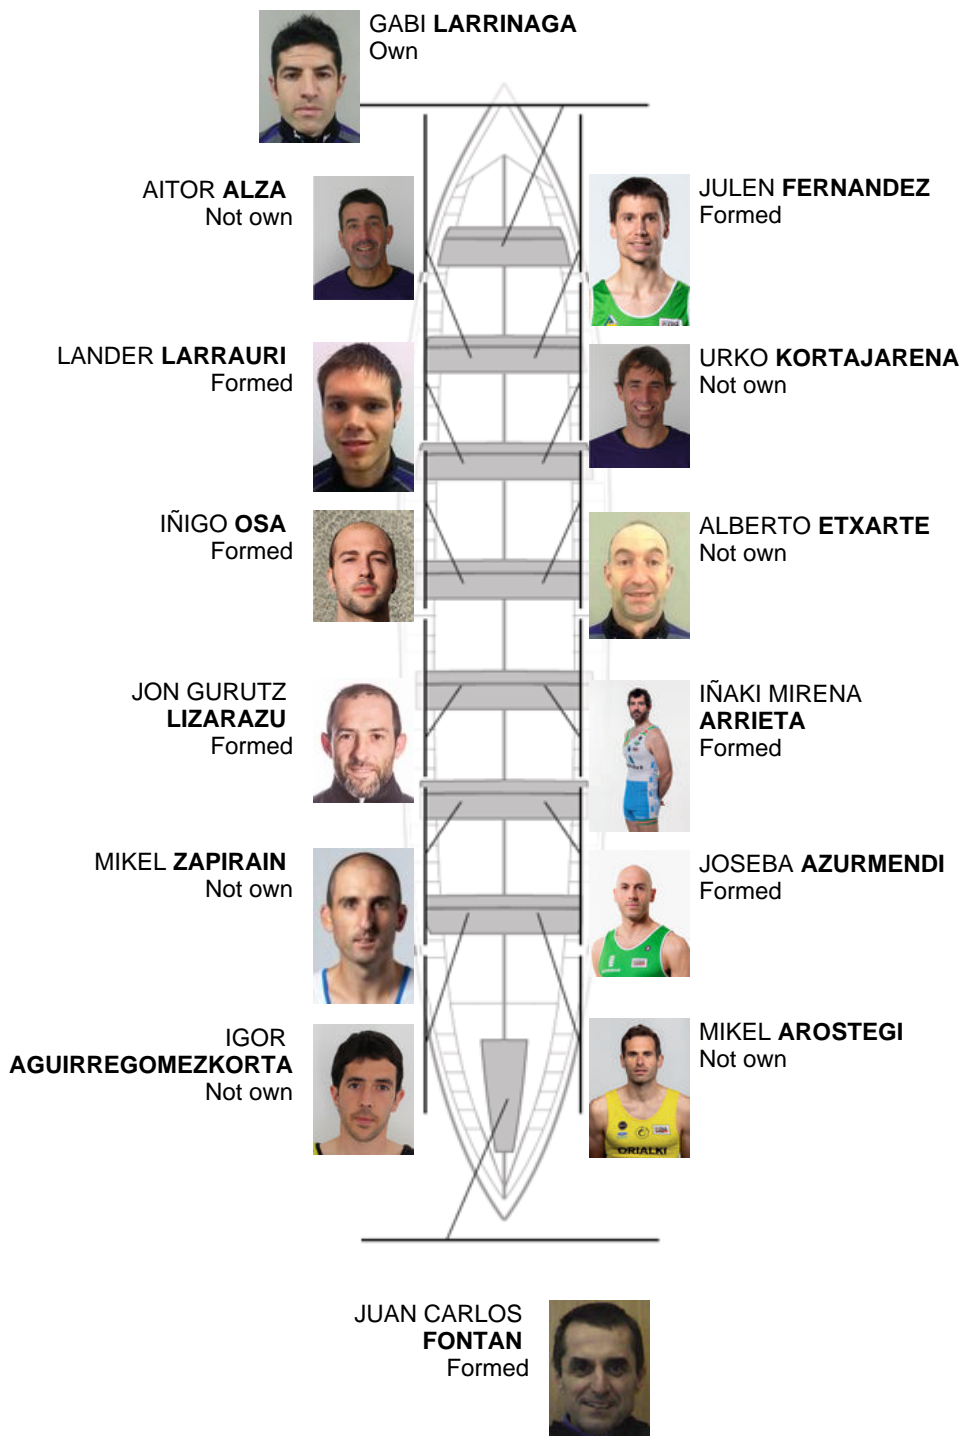 GABI LARRINAGA
Own
AITOR ALZA
Not own
JULEN FERNANDEZ
Formed
LANDER LARRAURI
Formed
URKO KORTAJARENA
Not own
IÑIGO OSA
Formed
ALBERTO ETXARTE
Not own
JON GURUTZ
LIZARAZU
Formed
IÑAKI MIRENA
ARRIETA
Formed
MIKEL ZAPIRAIN
Not own
JOSEBA AZURMENDI
Formed
IGOR
AGUIRREGOMEZKORTA
Not own
MIKEL AROSTEGI
Not own
ORIALKI
JUAN CARLOS
FONTAN
Formed